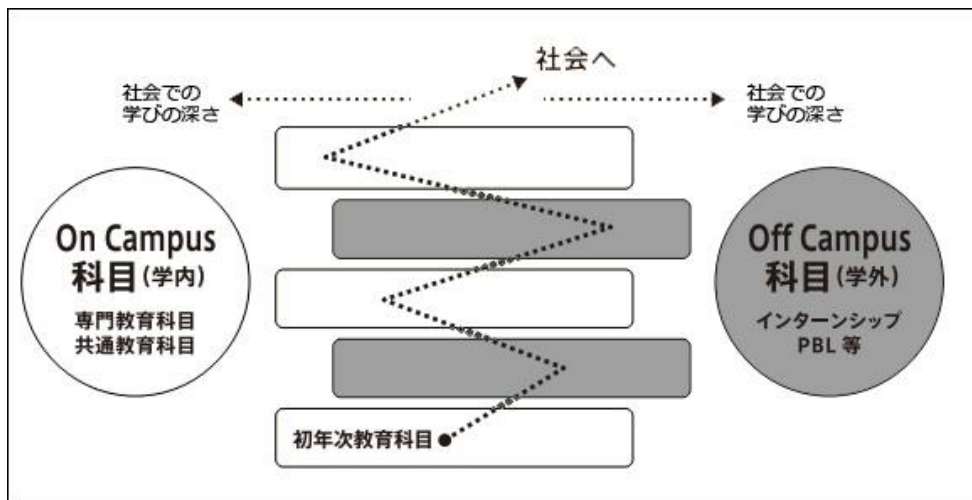 社会へ
社会での
学びの深さ
社会での
学びの深さ
On Campus
科目(学内)
専門教育科目
共通教育科目
Off Campus
科目(学外)
インターンシップ
PBL 等
初年次教育科目